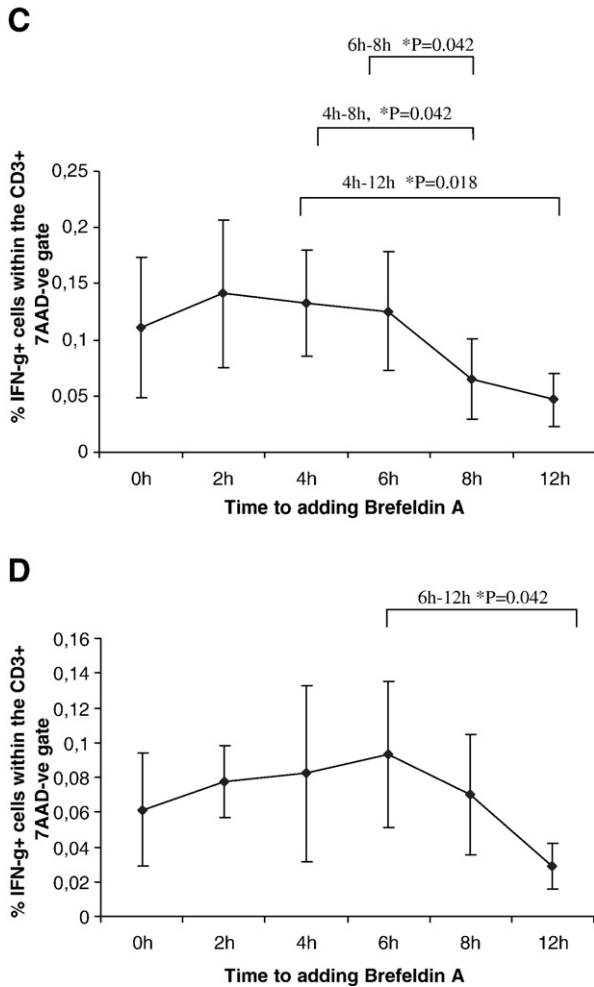 C
6h-8h *P=0.042
4h-8h, *P=0.042
4h-12h *P=0.018
% IFN-g+ cells within the CD3+
7AAD-ve gate
0,25
0,2
0,15
0,1
0,05
0
0h 2h 4h 6h 8h 12h
Time to adding Brefeldin A
D
6h-12h *P=0.042
% IFN-g+ cells within the CD3+
7AAD-ve gate
0,16
0,14
0,12
0,1
0,08
0,06
0,04
0,02
0
0h 2h 4h 6h 8h 12h
Time to adding Brefeldin A